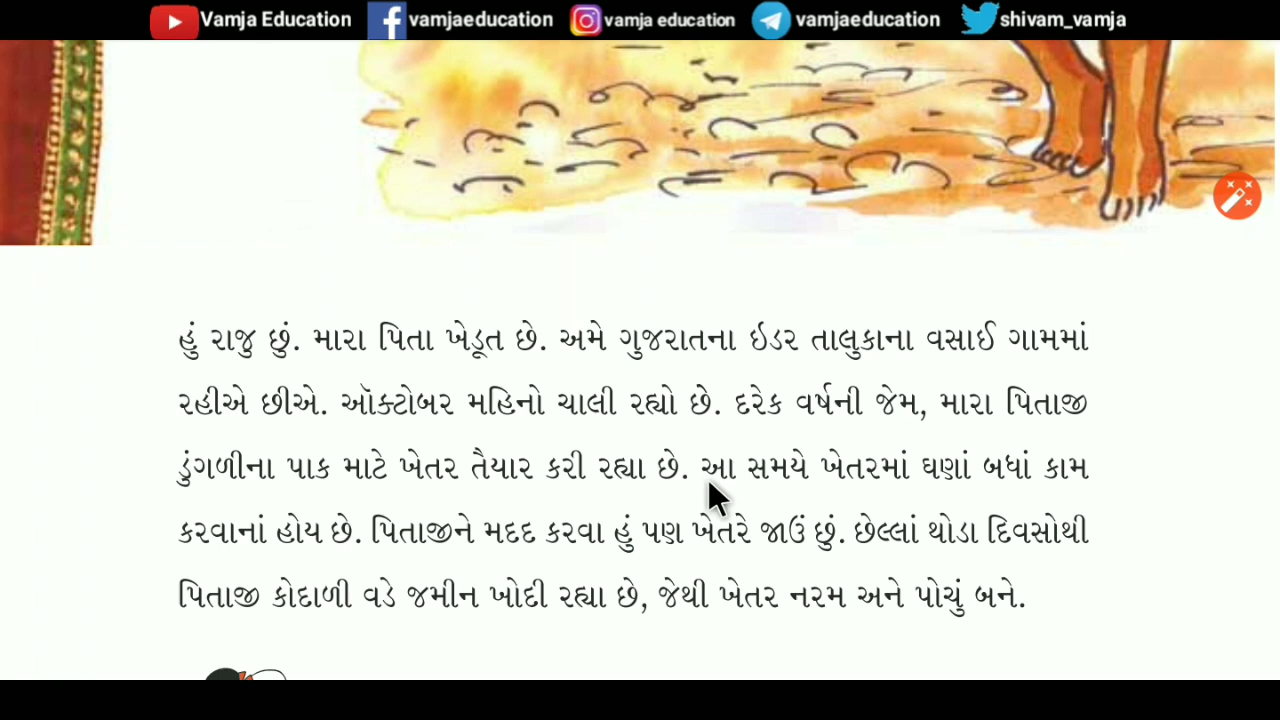 Vamja Education vamjaeducation vamja education vamjaeducation shivam_vamja
હું રાજુ છું. મારા પિતા ખેડૂત છે. અમે ગુજરાતના ઇડર તાલુકાના વસાઈ ગામમાં
રહીએ છીએ. ઑક્ટોબર મહિનો ચાલી રહ્યો છે. દરેક વર્ષની જેમ, મારા પિતાજી
ડુંગળીના પાક માટે ખેતર તૈયાર કરી રહ્યા છે. આ સમયે ખેતરમાં ઘણાં બધાં કામ
કરવાનાં હોય છે. પિતાજીને મદદ કરવા હું પણ ખેતરે જાઉં છું. છેલ્લાં થોડા દિવસોથી
પિતાજી કોદાળી વડે જમીન ખોદી રહ્યા છે, જેથી ખેતર નરમ અને પોચું બને.